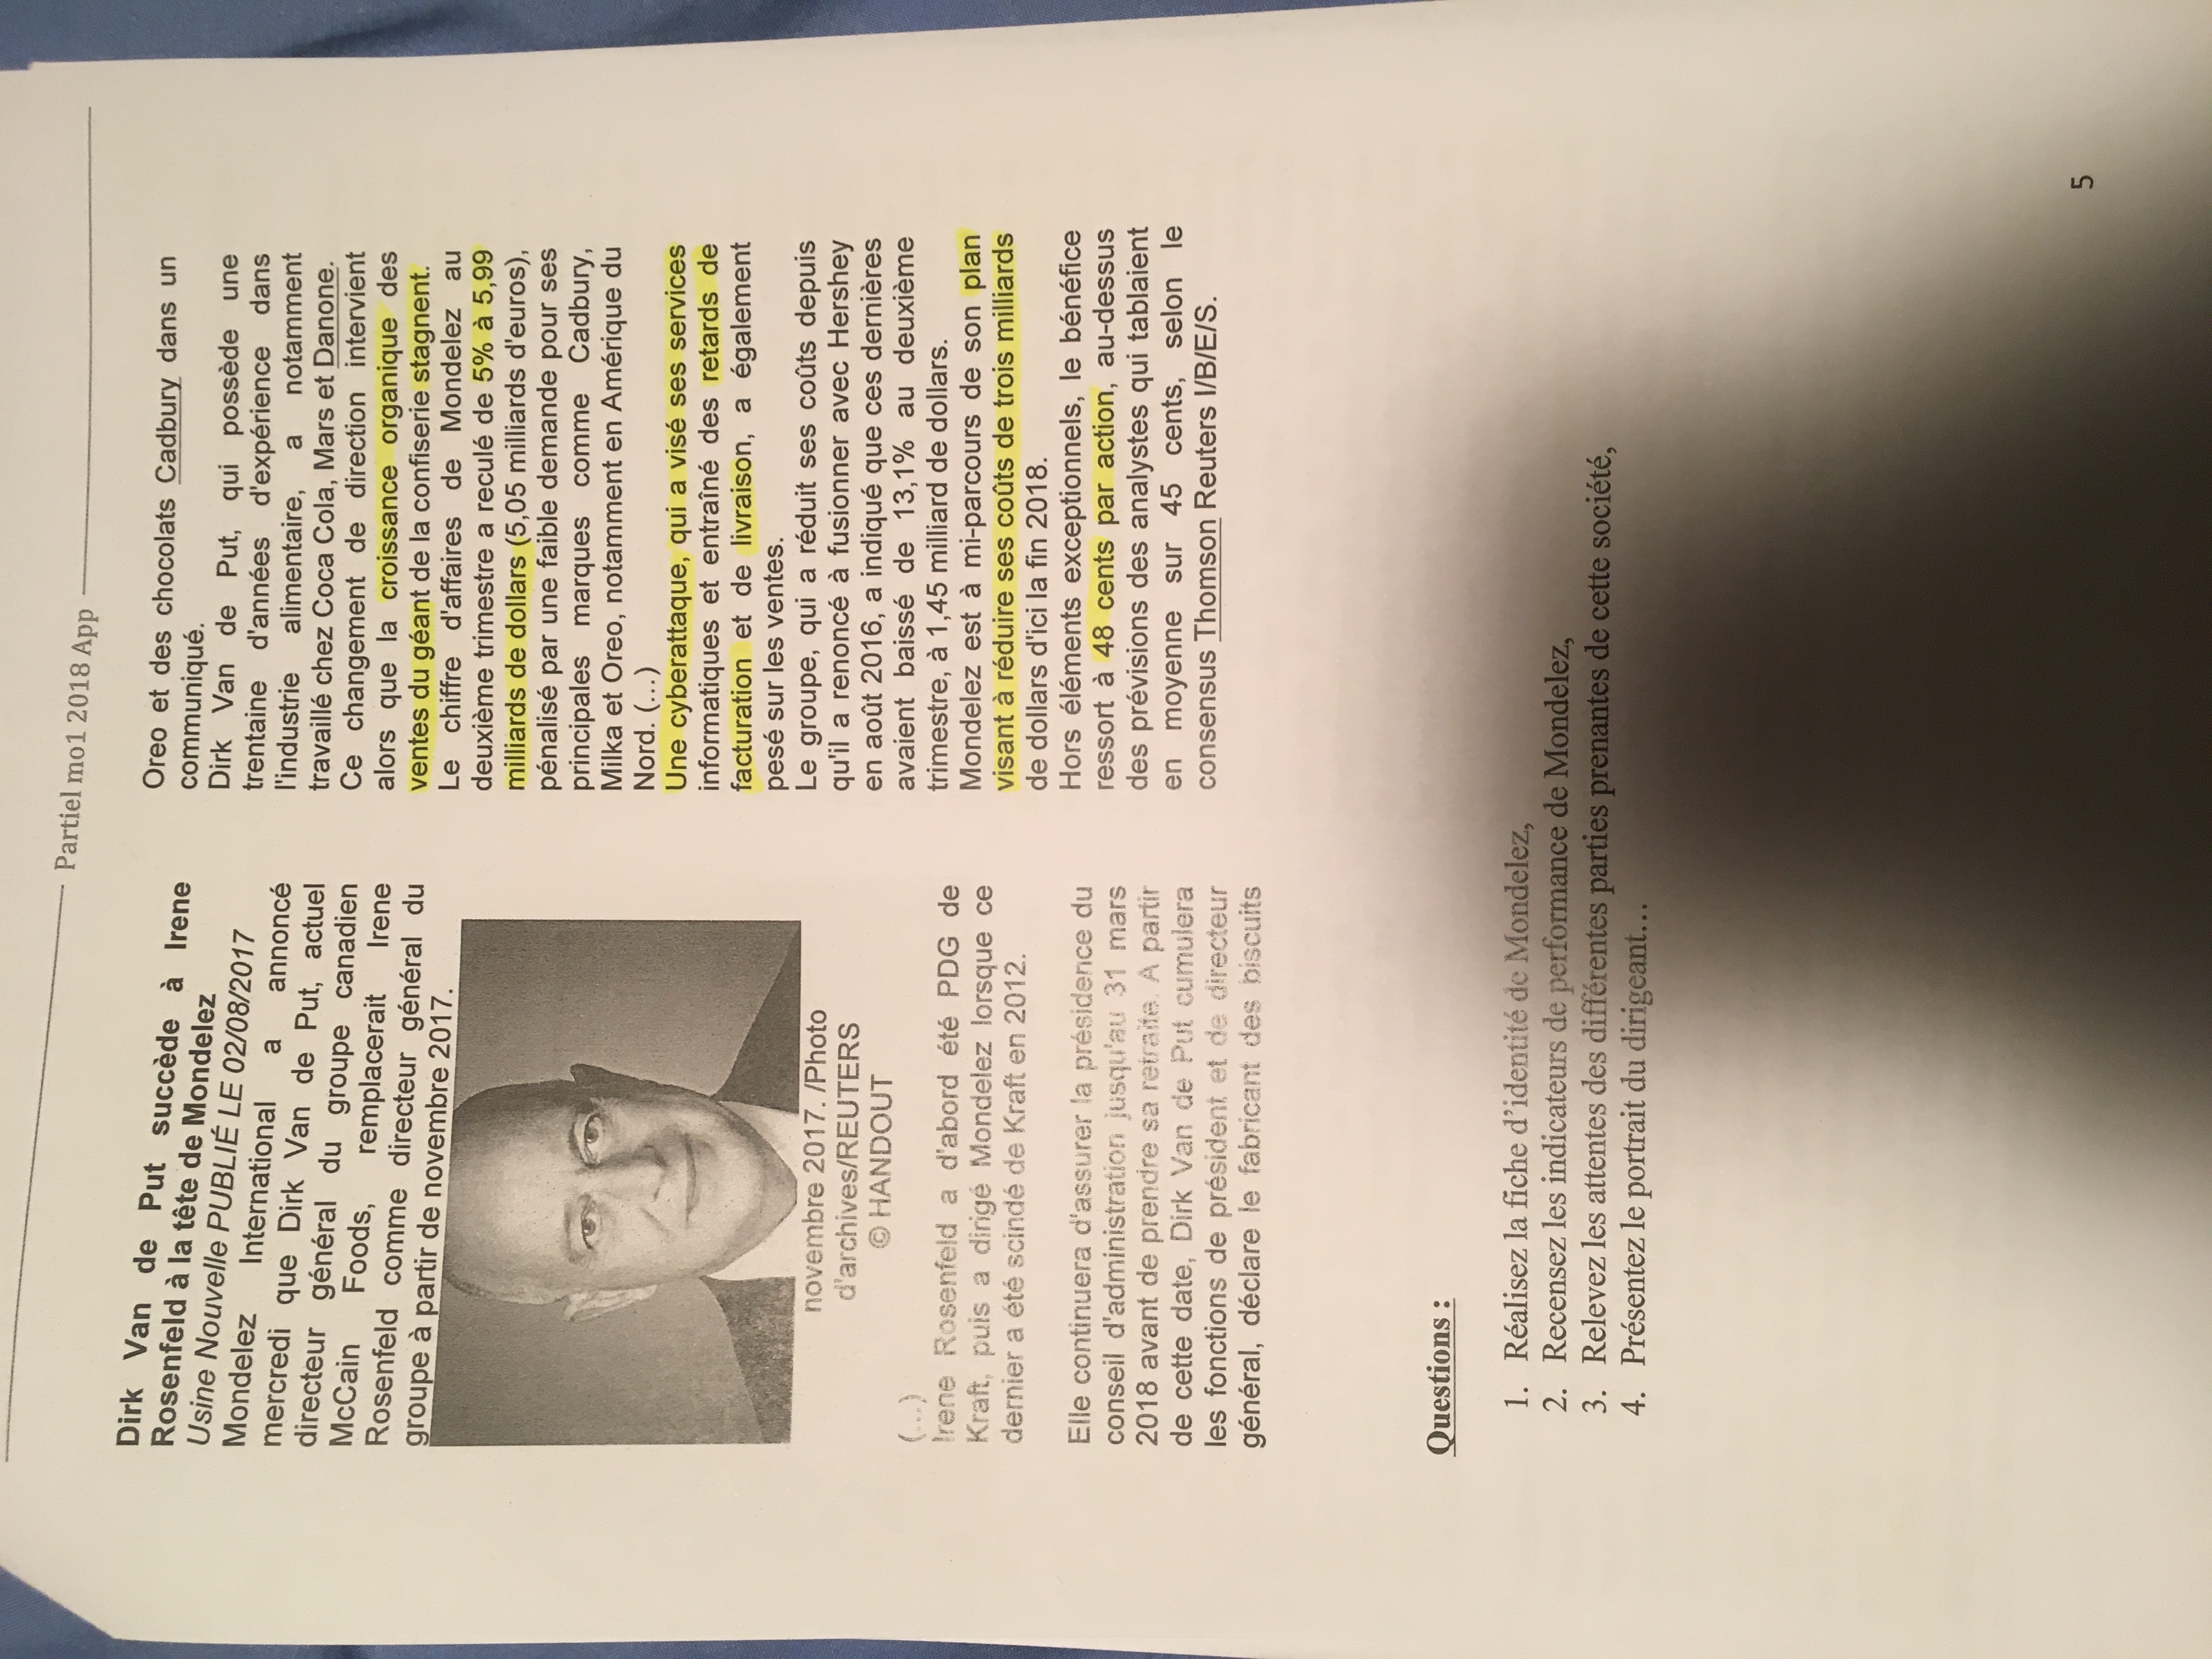 Partiel mo1 2018 App
Dirk Van de Put succède à Irene
Rosenfeld à la tête de Mondelez
Usine Nouvelle PUBLIÉ LE 02/08/2017
Mondelez International a annoncé
mercredi que Dirk Van de Put, actuel
directeur général du groupe canadien
McCain Foods, remplacerait Irene
Rosenfeld comme directeur général du
groupe à partir de novembre 2017.
novembre 2017. /Photo
d'archives/REUTERS
© HANDOUT
(...)
Irene Rosenfeld a d'abord été PDG de
Kraft, puis a dirigé Mondelez lorsque ce
dernier a été scindé de Kraft en 2012.
Elle continuera d'assurer la présidence du
conseil d'administration jusqu'au 31 mars
2018 avant de prendre sa retraite. A partir
de cette date, Dirk Van de Put cumulera
les fonctions de président et de directeur
général, déclare le fabricant des biscuits
Oreo et des chocolats Cadbury dans un
communiqué.
Dirk Van de Put, qui possède une
trentaine d'années d'expérience dans
l'industrie alimentaire, a notamment
travaillé chez Coca Cola, Mars et Danone.
Ce changement de direction intervient
alors que la croissance organique des
ventes du géant de la confiserie stagnent.
Le chiffre d'affaires de Mondelez au
deuxième trimestre a reculé de 5% à 5,99
milliards de dollars (5,05 milliards d'euros),
pénalisé par une faible demande pour ses
principales marques comme Cadbury,
Milka et Oreo, notamment en Amérique du
Nord. (...)
Une cyberattaque, qui a visé ses services
informatiques et entraîné des retards de
facturation et de livraison, a également
pesé sur les ventes.
Le groupe, qui a réduit ses coûts depuis
qu'il a renoncé à fusionner avec Hershey
en août 2016, a indiqué que ces dernières
avaient baissé de 13,1% au deuxième
trimestre, à 1,45 milliard de dollars.
Mondelez est à mi-parcours de son plan
visant à réduire ses coûts de trois milliards
de dollars d'ici la fin 2018.
Hors éléments exceptionnels, le bénéfice
ressort à 48 cents par action, au-dessus
des prévisions des analystes qui tablaient
en moyenne sur 45 cents, selon le
consensus Thomson Reuters I/B/E/S.
Questions :
1. Réalisez la fiche d'identité de Mondelez,
2. Recensez les indicateurs de performance de Mondelez,
3. Relevez les attentes des différentes parties prenantes de cette société,
4. Présentez le portrait du dirigeant...
5